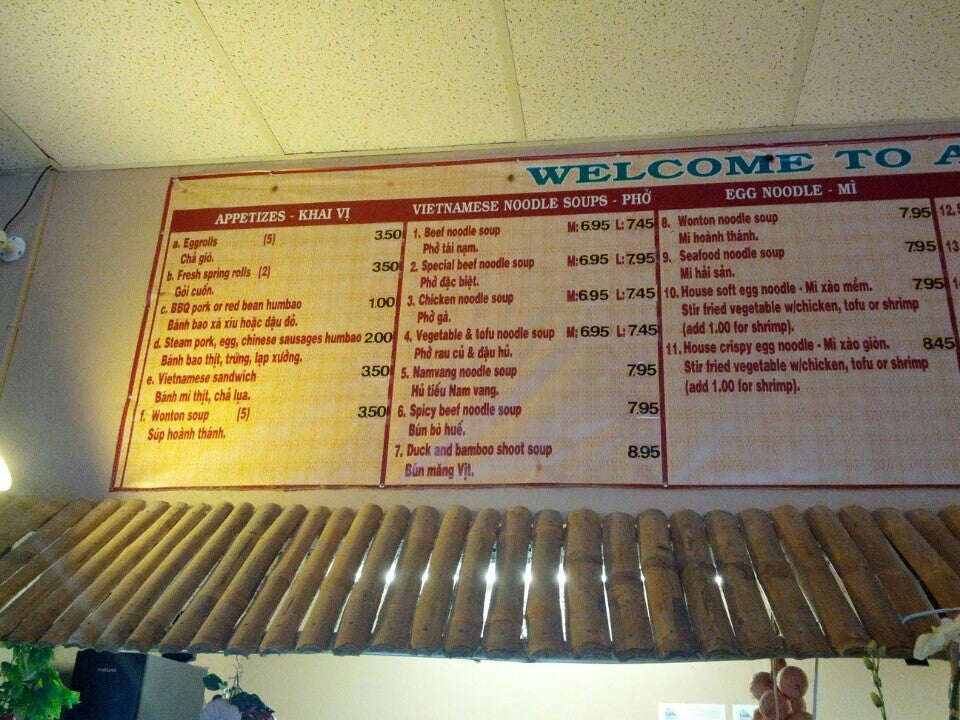 WELCOME TO A
APPETIZES - KHAI VỊ
a. Eggrolls (5) 3.50
Chả giò.
b. Fresh spring rolls (2) 3.50
Gỏi cuốn.
c. BBQ pork or red bean humbao 1.00
Bánh bao xá xíu hoặc đậu đỏ.
d. Steam pork, egg, chinese sausages humbao 2.00
Bánh bao thịt, trứng, lạp xưởng.
e. Vietnamese sandwich 3.50
Bánh mì thịt, chả lụa.
f. Wonton soup (5) 3.50
Súp hoành thánh.
VIETNAMESE NOODLE SOUPS - PHỞ
1. Beef noodle soup M: 6.95 L: 7.45
Phở tái nạm.
2. Special beef noodle soup M: 6.95 L: 7.95
Phở đặc biệt.
3. Chicken noodle soup M: 6.95 L: 7.45
Phở gà.
4. Vegetable & tofu noodle soup M: 6.95 L: 7.45
Phở rau củ & đậu hủ.
5. Namvang noodle soup 7.95
Hủ tiếu Nam vang.
6. Spicy beef noodle soup 7.95
Bún bò huế.
7. Duck and bamboo shoot soup 8.95
Bún măng Vịt.
EGG NOODLE - MÌ
8. Wonton noodle soup 7.95
Mì hoành thánh.
9. Seafood noodle soup 7.95
Mì hải sản.
10. House soft egg noodle - Mì xào mềm. 7.95
Stir fried vegetable w/chicken, tofu or shrimp
(add 1.00 for shrimp).
11. House crispy egg noodle - Mì xào giòn. 8.45
Stir fried vegetable w/chicken, tofu or shrimp
(add 1.00 for shrimp).
12. S
13.
14.